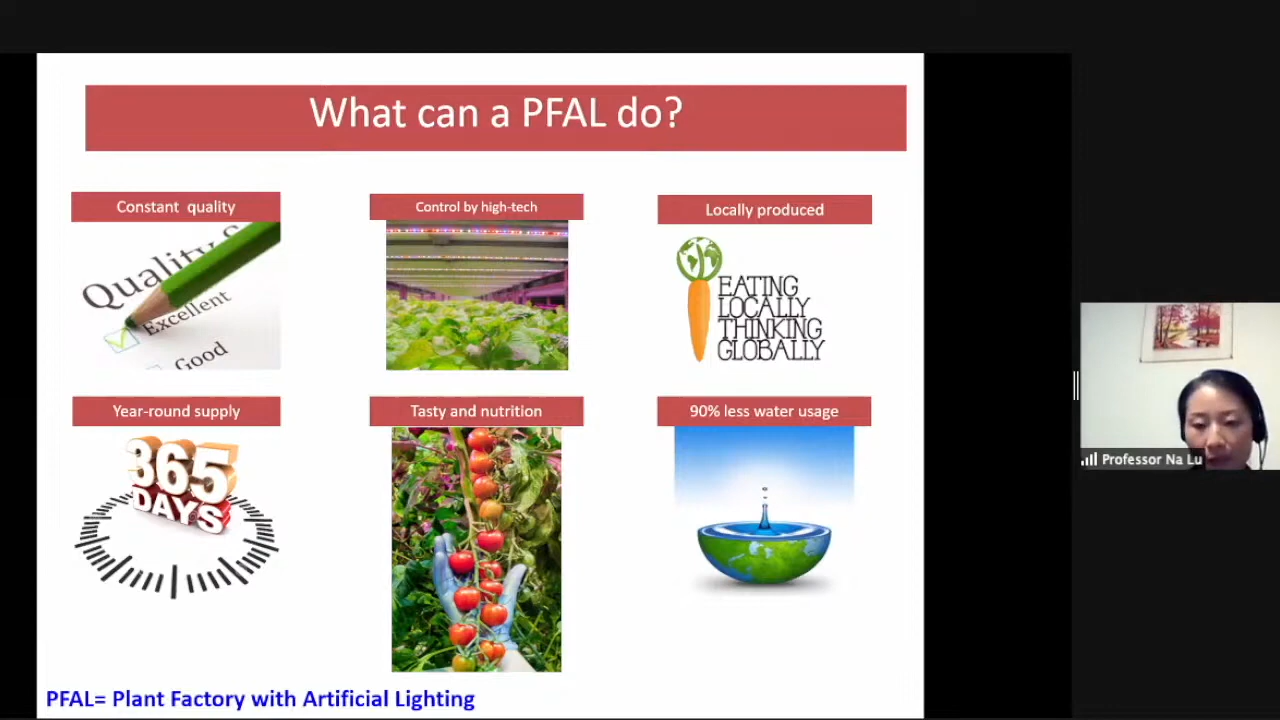 What can a PFAL do?
Constant quality
Control by high-tech
Locally produced
Quality
Excellent
Good
EATING
LOCALLY
THINKING
GLOBALLY
Year-round supply
Tasty and nutrition
90% less water usage
365
DAYS
Professor Na Lu
PFAL= Plant Factory with Artificial Lighting